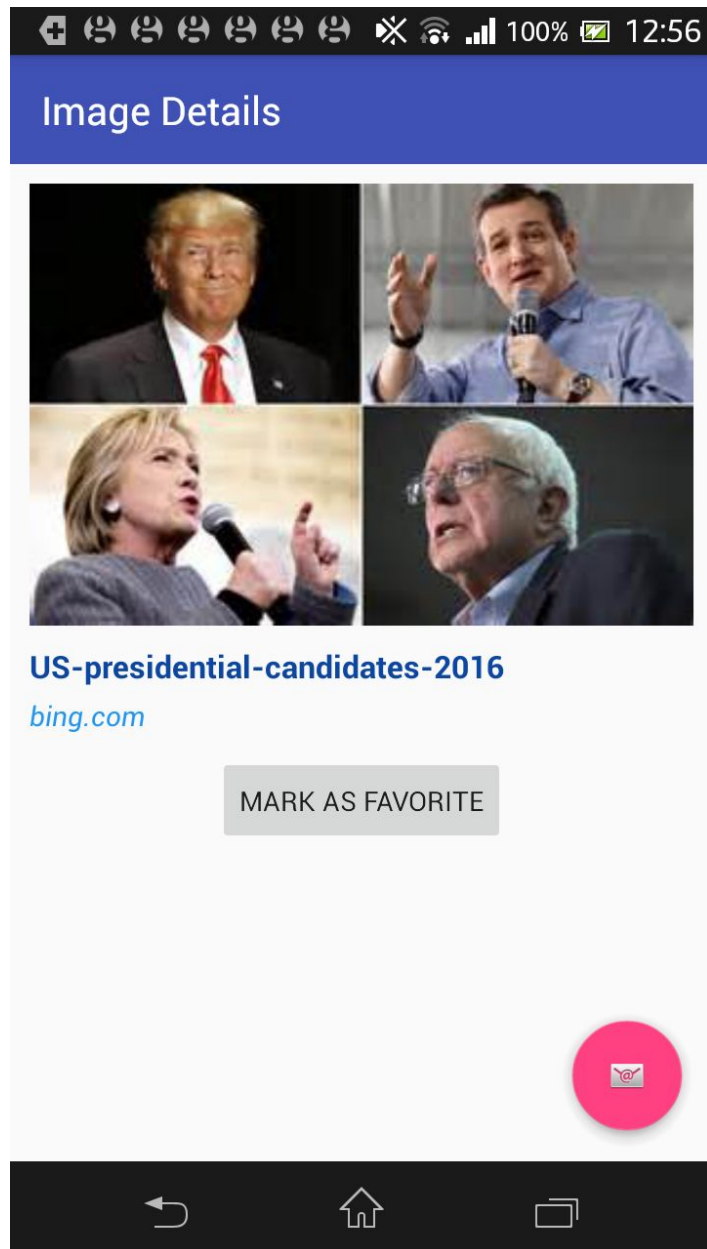 100% 12:56
Image Details
US-presidential-candidates-2016
bing.com
MARK AS FAVORITE